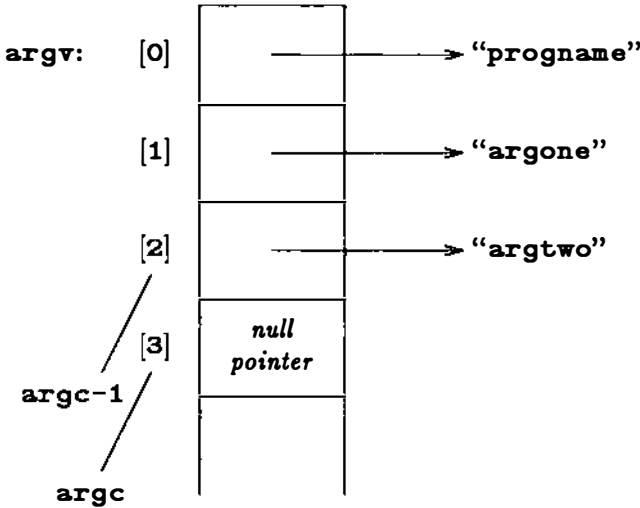 argv: [0] “progname”
[1] “argone”
[2] “argtwo”
[3] null
pointer
argc-1
argc